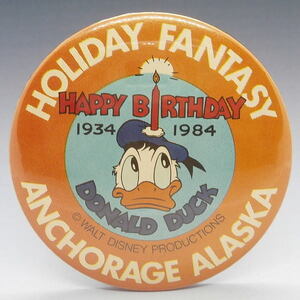 HOLIDAY FANTASY
HAPPY BIRTHDAY
1934 1984
DONALD DUCK
© WALT DISNEY PRODUCTIONS
ANCHORAGE ALASKA